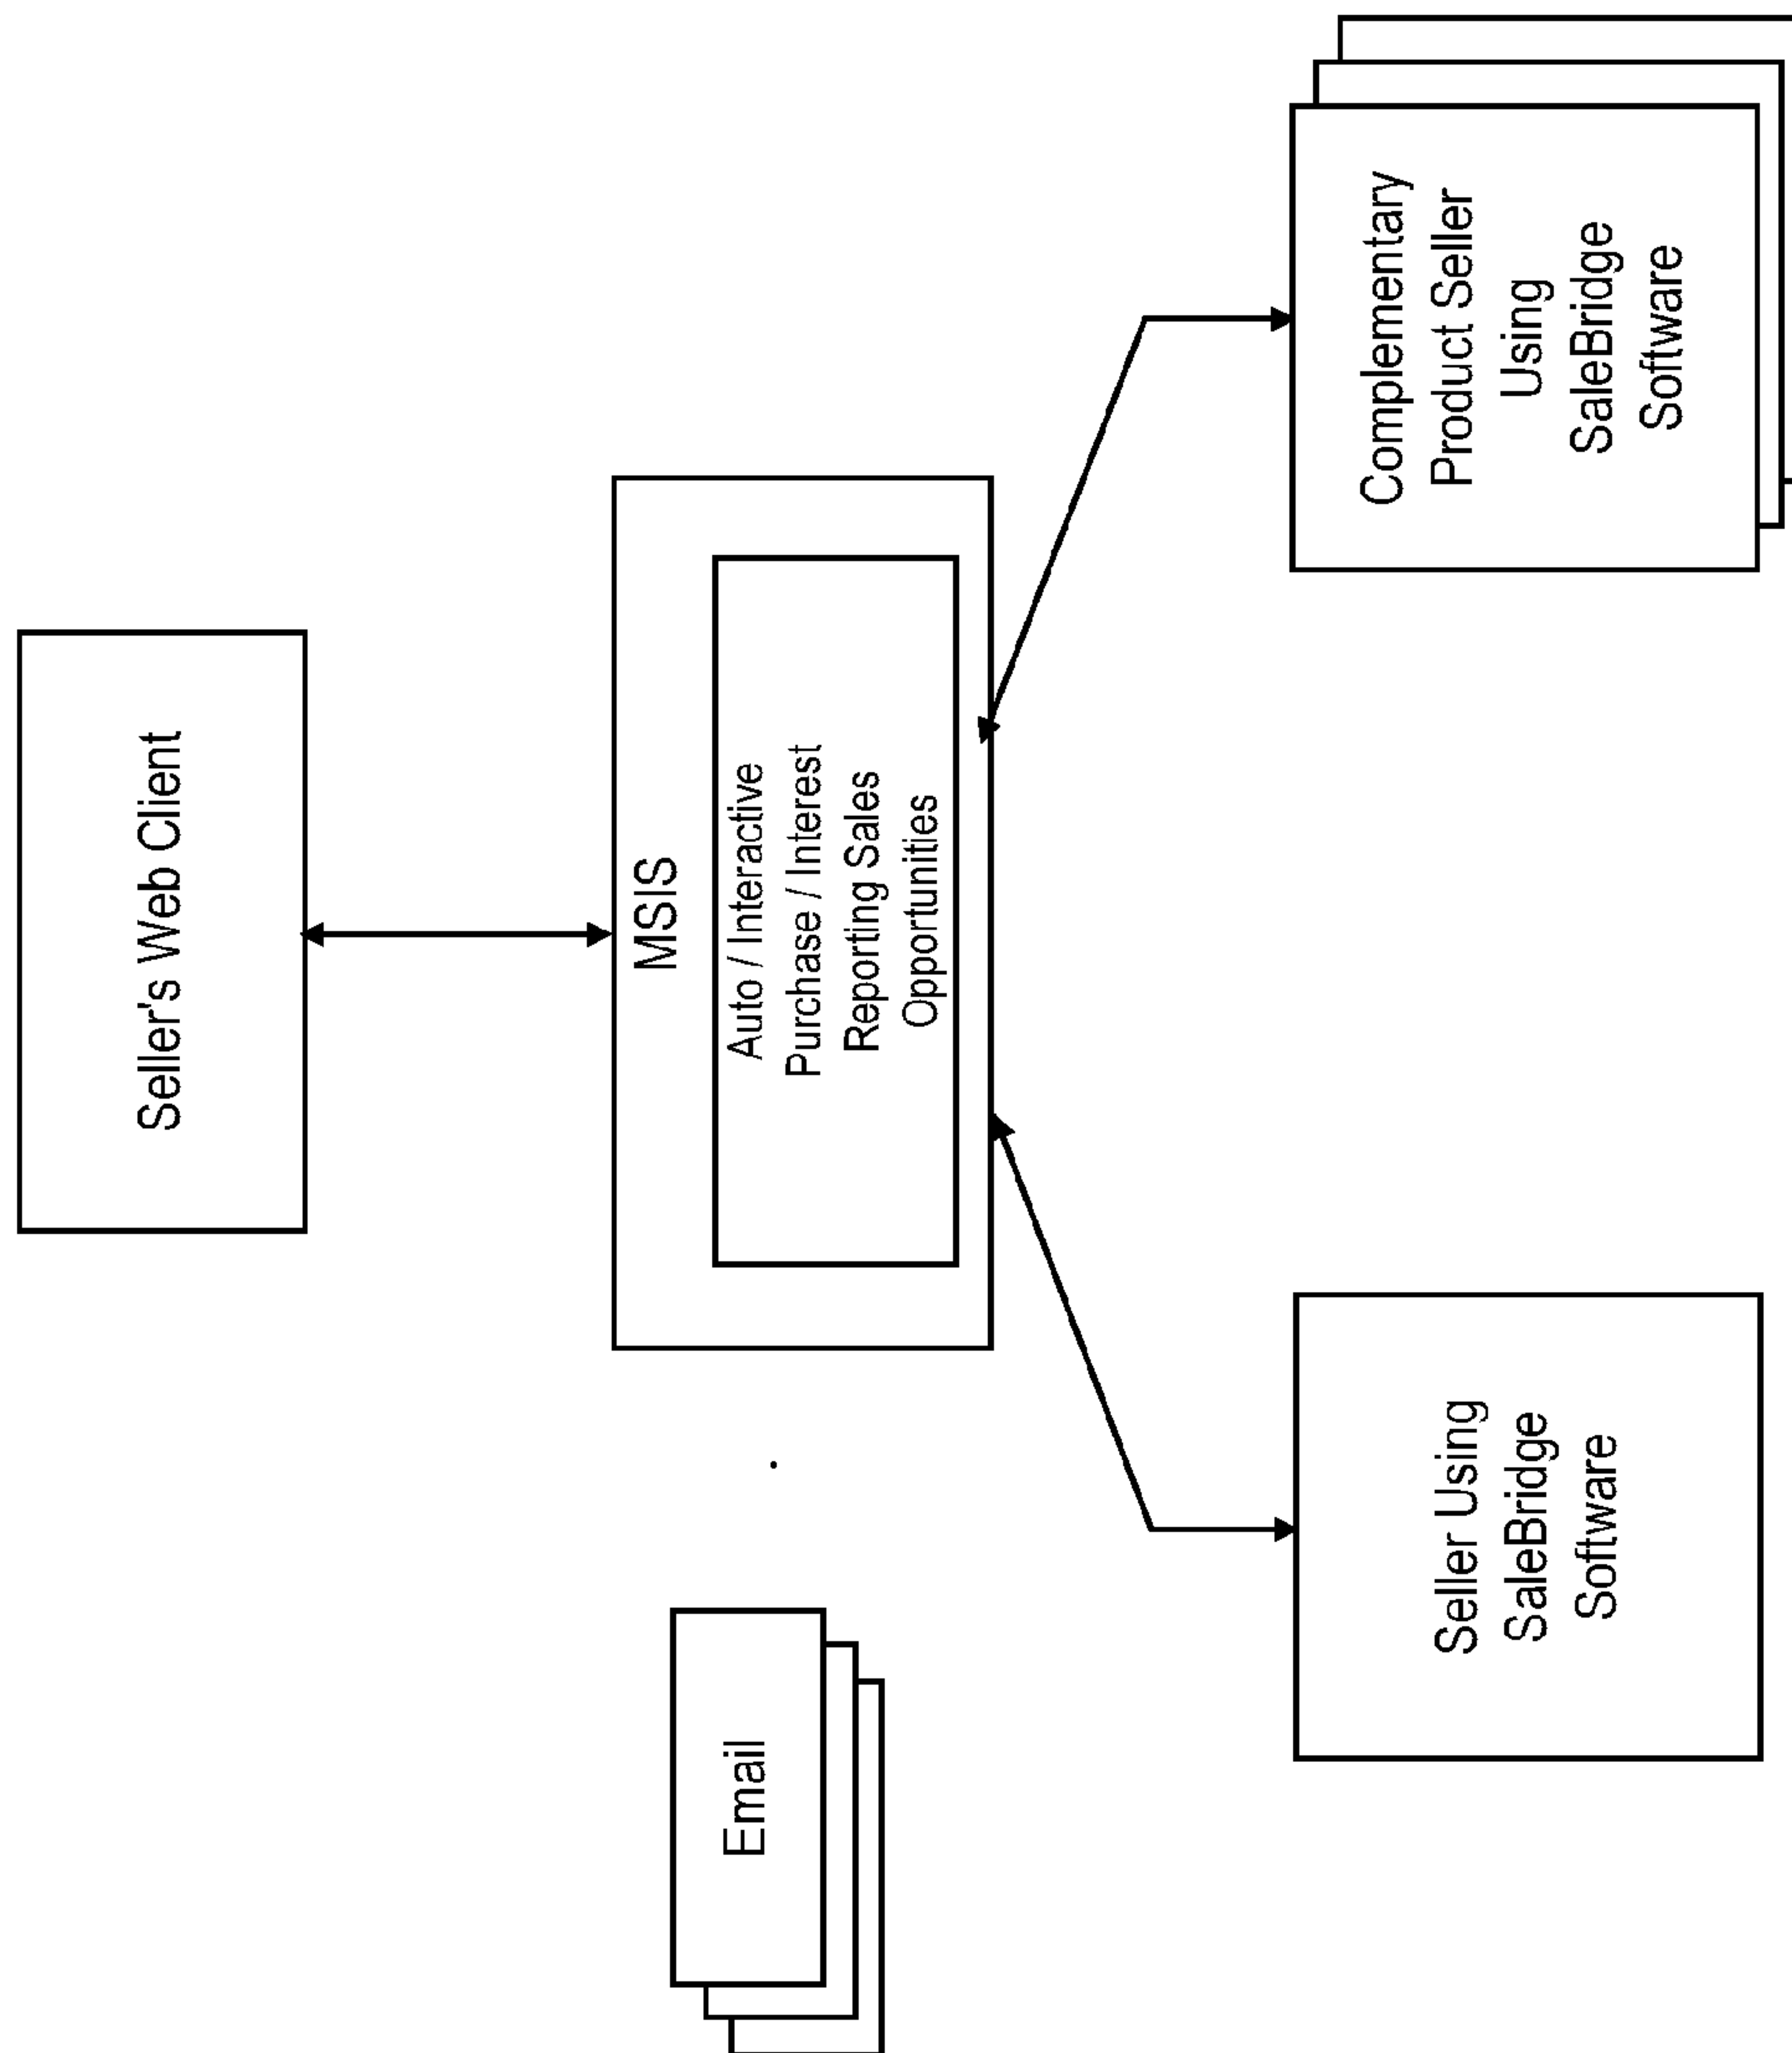 Seller's Web Client
MSIS
Auto / Interactive
Purchase / Interest
Reporting Sales
Opportunities
Email
Seller Using
SaleBridge
Software
Complementary
Product Seller
Using
SaleBridge
Software